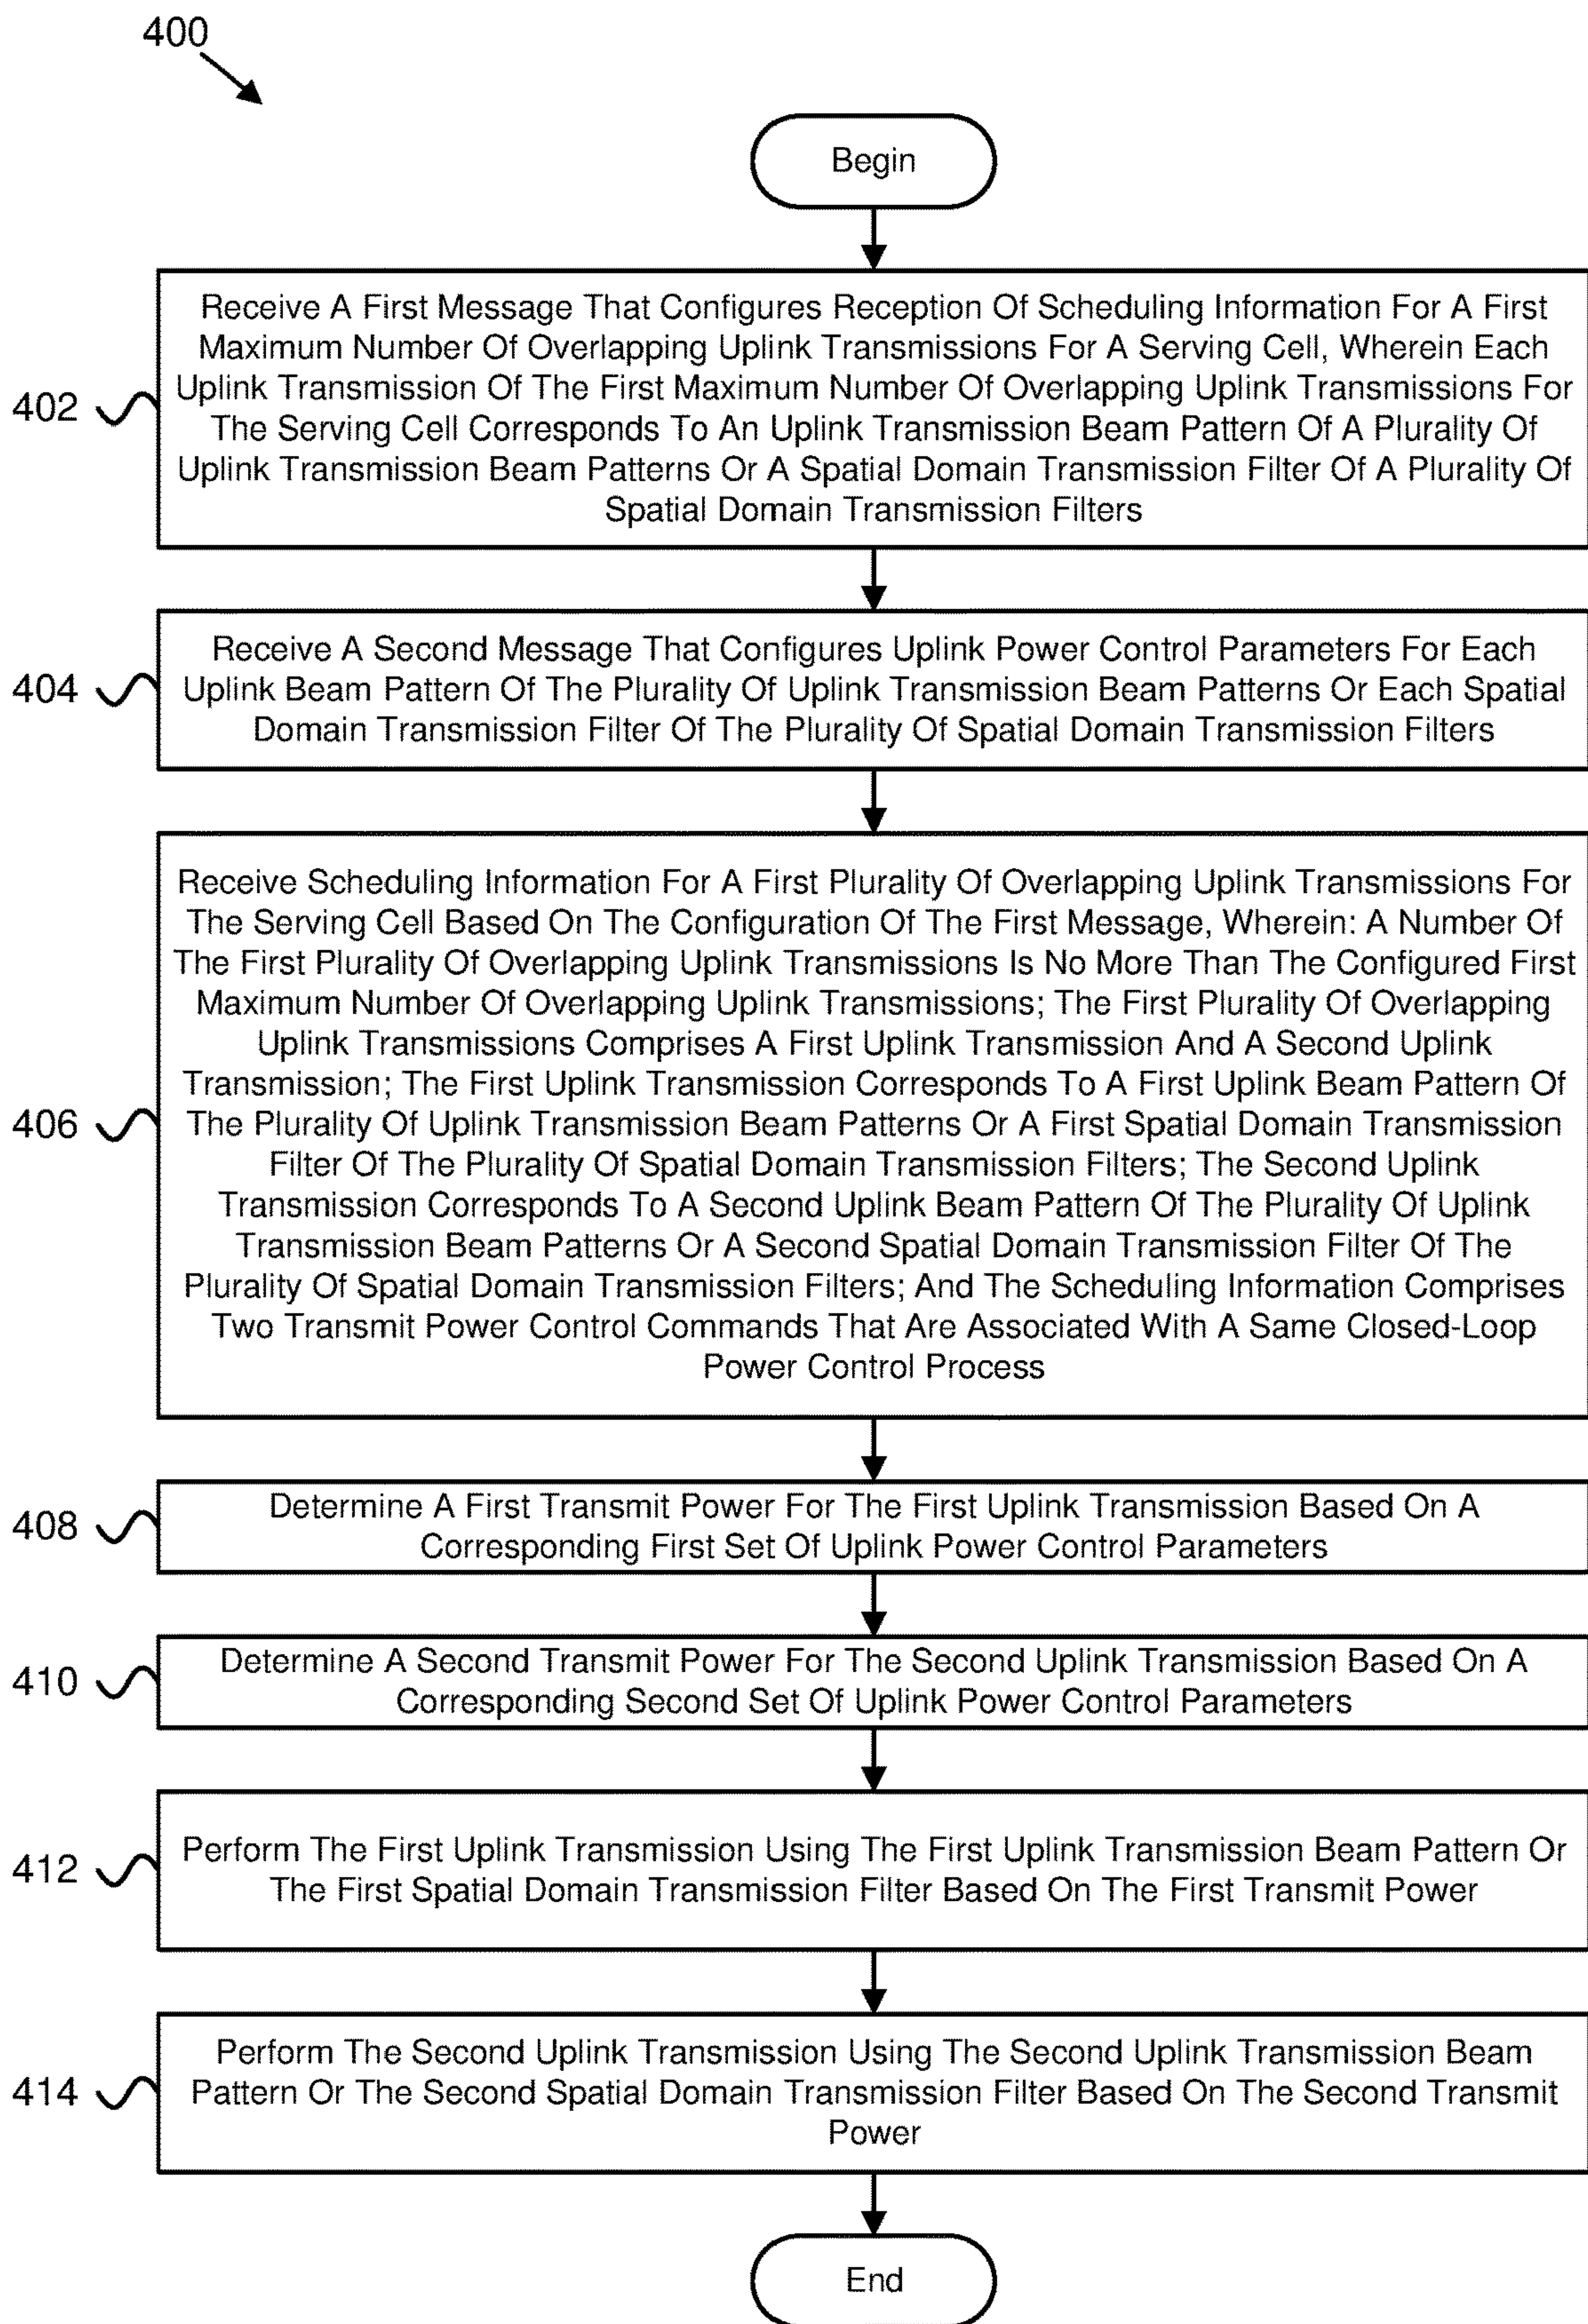 400
Begin
402
Receive A First Message That Configures Reception Of Scheduling Information For A First
Maximum Number Of Overlapping Uplink Transmissions For A Serving Cell, Wherein Each
Uplink Transmission Of The First Maximum Number Of Overlapping Uplink Transmissions For
The Serving Cell Corresponds To An Uplink Transmission Beam Pattern Of A Plurality Of
Uplink Transmission Beam Patterns Or A Spatial Domain Transmission Filter Of A Plurality Of
Spatial Domain Transmission Filters
404
Receive A Second Message That Configures Uplink Power Control Parameters For Each
Uplink Beam Pattern Of The Plurality Of Uplink Transmission Beam Patterns Or Each Spatial
Domain Transmission Filter Of The Plurality Of Spatial Domain Transmission Filters
406
Receive Scheduling Information For A First Plurality Of Overlapping Uplink Transmissions For
The Serving Cell Based On The Configuration Of The First Message, Wherein: A Number Of
The First Plurality Of Overlapping Uplink Transmissions Is No More Than The Configured First
Maximum Number Of Overlapping Uplink Transmissions; The First Plurality Of Overlapping
Uplink Transmissions Comprises A First Uplink Transmission And A Second Uplink
Transmission; The First Uplink Transmission Corresponds To A First Uplink Beam Pattern Of
The Plurality Of Uplink Transmission Beam Patterns Or A First Spatial Domain Transmission
Filter Of The Plurality Of Spatial Domain Transmission Filters; The Second Uplink
Transmission Corresponds To A Second Uplink Beam Pattern Of The Plurality Of Uplink
Transmission Beam Patterns Or A Second Spatial Domain Transmission Filter Of The
Plurality Of Spatial Domain Transmission Filters; And The Scheduling Information Comprises
Two Transmit Power Control Commands That Are Associated With A Same Closed-Loop
Power Control Process
408
Determine A First Transmit Power For The First Uplink Transmission Based On A
Corresponding First Set Of Uplink Power Control Parameters
410
Determine A Second Transmit Power For The Second Uplink Transmission Based On A
Corresponding Second Set Of Uplink Power Control Parameters
412
Perform The First Uplink Transmission Using The First Uplink Transmission Beam Pattern Or
The First Spatial Domain Transmission Filter Based On The First Transmit Power
414
Perform The Second Uplink Transmission Using The Second Uplink Transmission Beam
Pattern Or The Second Spatial Domain Transmission Filter Based On The Second Transmit
Power
End